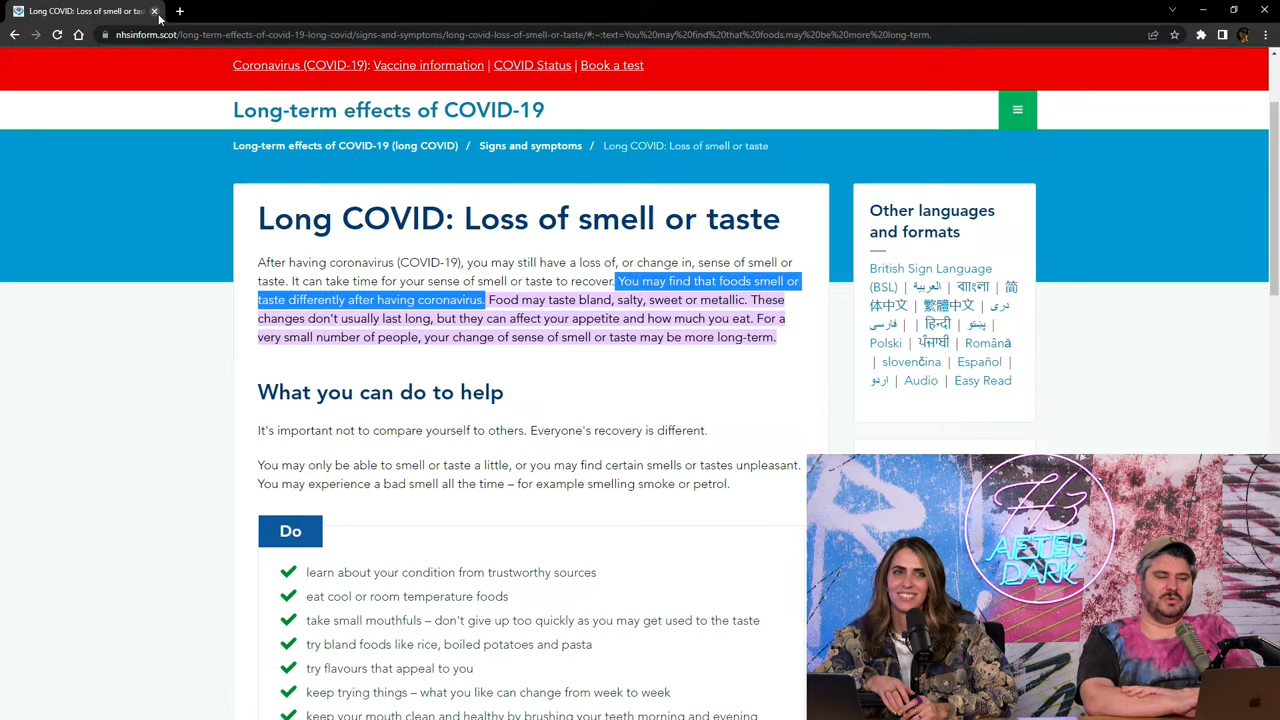 Long COVID: Loss of smell or tas
nhsinform.scot/long-term-effects-of-covid-19-long-covid/signs-and-symptoms/long-covid-loss-of-smell-or-taste/#:~:text=You%20may%20find%20that%20foods,may%20be%20more%20long-term.
Coronavirus (COVID-19): Vaccine information | COVID Status | Book a test
Long-term effects of COVID-19
Long-term effects of COVID-19 (long COVID) / Signs and symptoms / Long COVID: Loss of smell or taste
Long COVID: Loss of smell or taste
After having coronavirus (COVID-19), you may still have a loss of, or change in, sense of smell or
taste. It can take time for your sense of smell or taste to recover. You may find that foods smell or
taste differently after having coronavirus. Food may taste bland, salty, sweet or metallic. These
changes don't usually last long, but they can affect your appetite and how much you eat. For a
very small number of people, your change of sense of smell or taste may be more long-term.
What you can do to help
It's important not to compare yourself to others. Everyone's recovery is different.
You may only be able to smell or taste a little, or you may find certain smells or tastes unpleasant.
You may experience a bad smell all the time – for example smelling smoke or petrol.
Do
learn about your condition from trustworthy sources
eat cool or room temperature foods
take small mouthfuls – don't give up too quickly as you may get used to the taste
try bland foods like rice, boiled potatoes and pasta
try flavours that appeal to you
keep trying things – what you like can change from week to week
keep your mouth clean and healthy by brushing your teeth morning and evening
Other languages
and formats
British Sign Language
(BSL) | العربية | বাংলা | 简
体中文 | 繁體中文 | دری
| فارسی | हिन्दी | پښتو |
Polski | ਪੰਜਾਬੀ | Română
| slovenčina | Español |
اردو | Audio | Easy Read
H3
AFTER
DARK